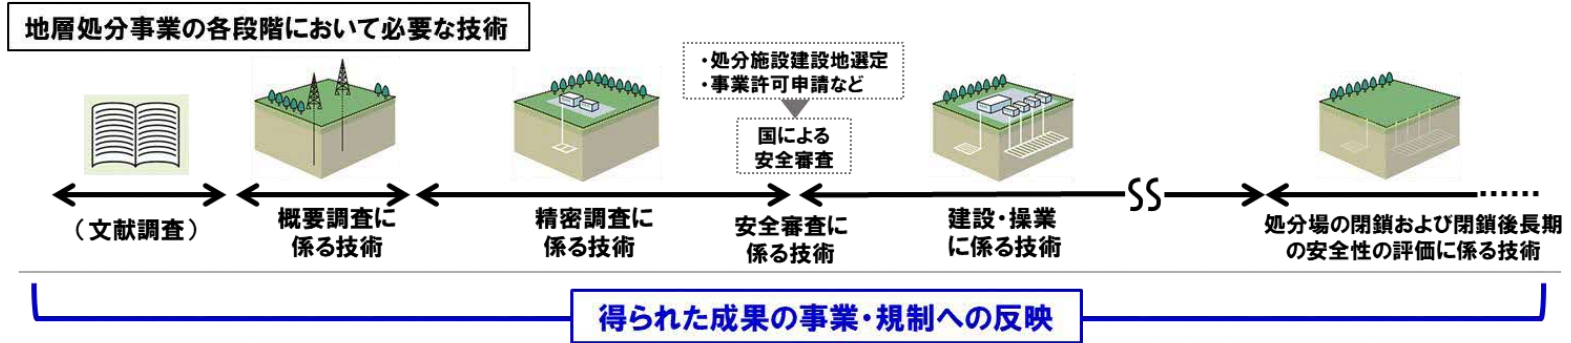 地層処分事業の各段階において必要な技術
・処分施設建設地選定
・事業許可申請など
国による
安全審査
（文献調査）
概要調査に
係る技術
精密調査に
係る技術
安全審査に
係る技術
建設・操業
に係る技術
処分場の閉鎖および閉鎖後長期
の安全性の評価に係る技術
得られた成果の事業・規制への反映